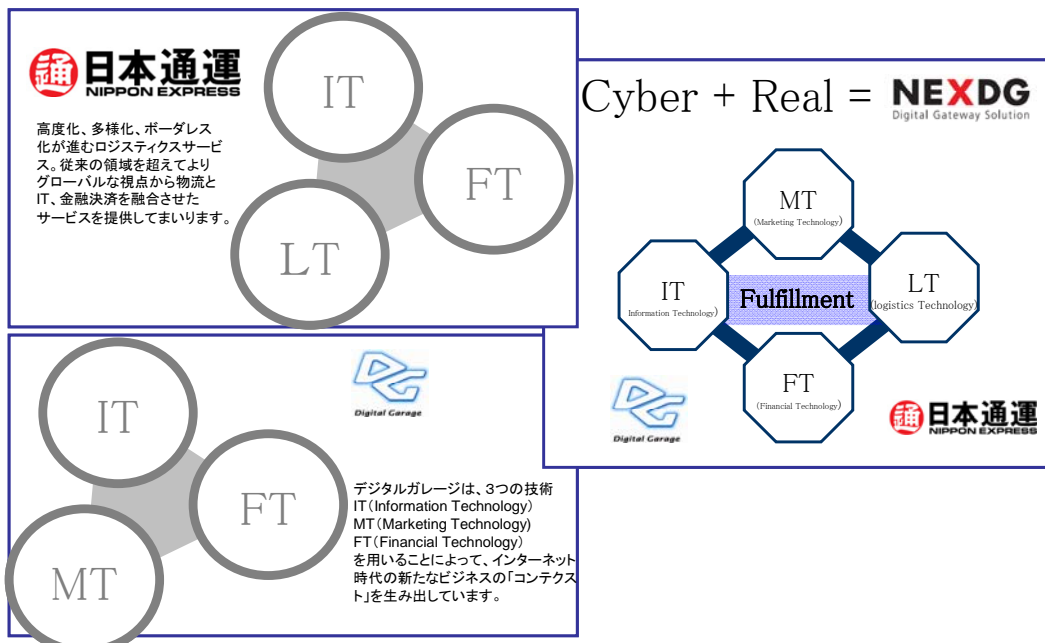 通 日本通運
NIPPON EXPRESS
高度化、多様化、ボーダレス
化が進むロジスティクスサービ
ス。従来の領域を超えてより
グローバルな視点から物流と
IT、金融決済を融合させた
サービスを提供してまいります。
IT
FT
LT
Cyber + Real = NEXDG
Digital Gateway Solution
MT
(Marketing Technology)
IT
Information Technology)
Fulfillment
LT
(logistics Technology)
FT
(Financial Technology)
DG
Digital Garage
通 日本通運
NIPPON EXPRESS
IT
FT
MT
DG
Digital Garage
デジタルガレージは、3つの技術
IT(Information Technology)
MT(Marketing Technology)
FT(Financial Technology)
を用いることによって、インターネット
時代の新たなビジネスの「コンテクス
ト」を生み出しています。